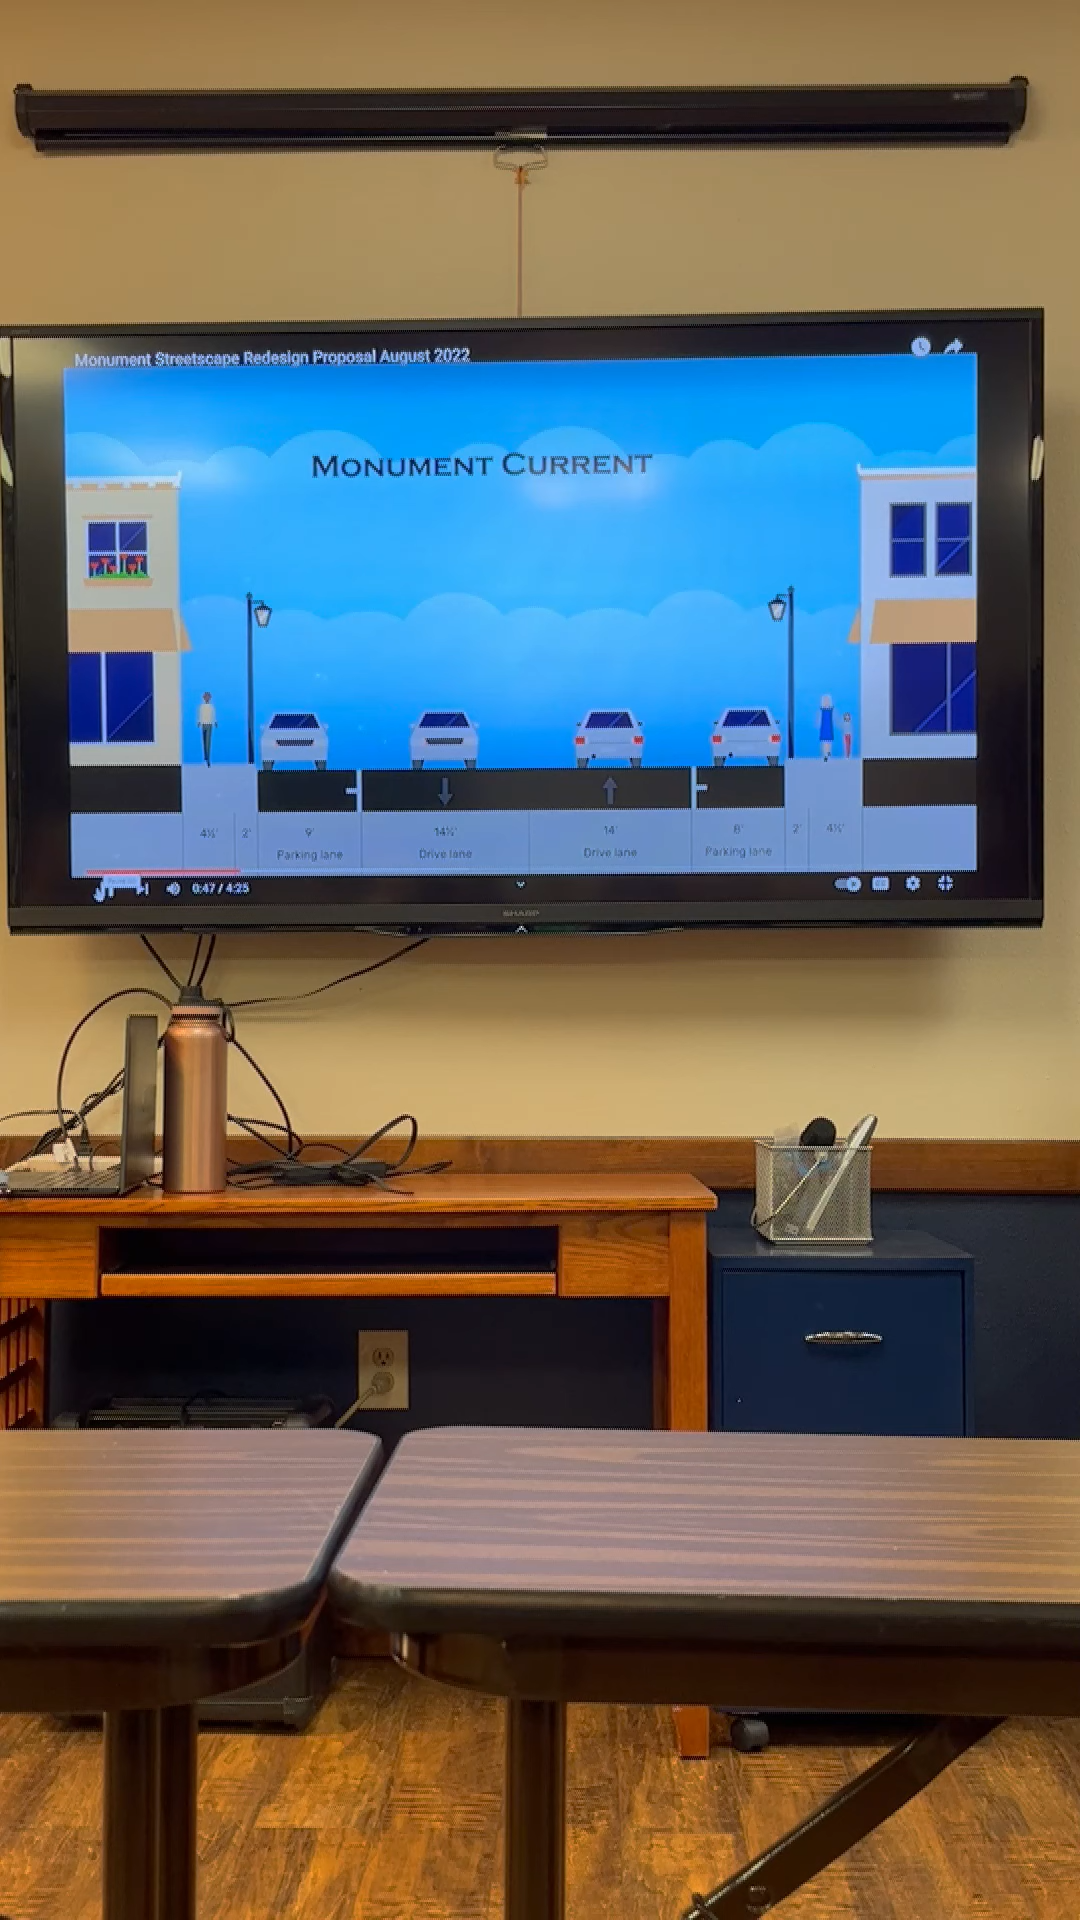 Monument Streetscape Redesign Proposal August 2022
MONUMENT CURRENT
4½' 2' 9' 14½' 14' 8' 2' 4½'
Parking lane Drive lane Drive lane Parking lane
0:47 / 4:25
SHARP